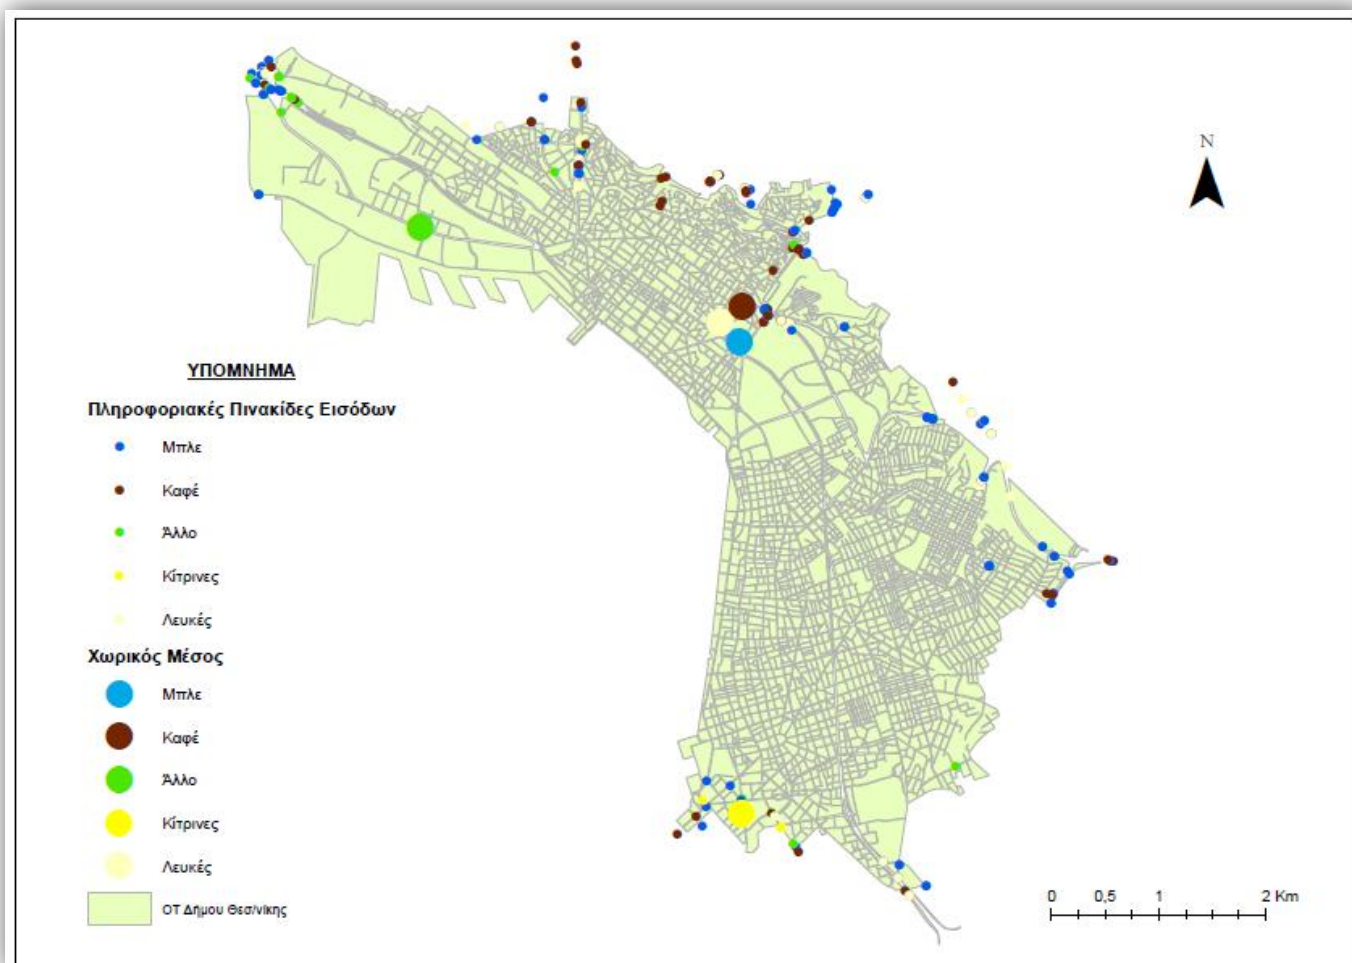 N
ΥΠΟΜΝΗΜΑ
Πληροφοριακές Πινακίδες Εισόδων
Μπλε
Καφέ
Άλλο
Κίτρινες
Λευκές
Χωρικός Μέσος
Μπλε
Καφέ
Άλλο
Κίτρινες
Λευκές
ΟΤ Δήμου Θεσ/νίκης
0 0,5 1 2 Km